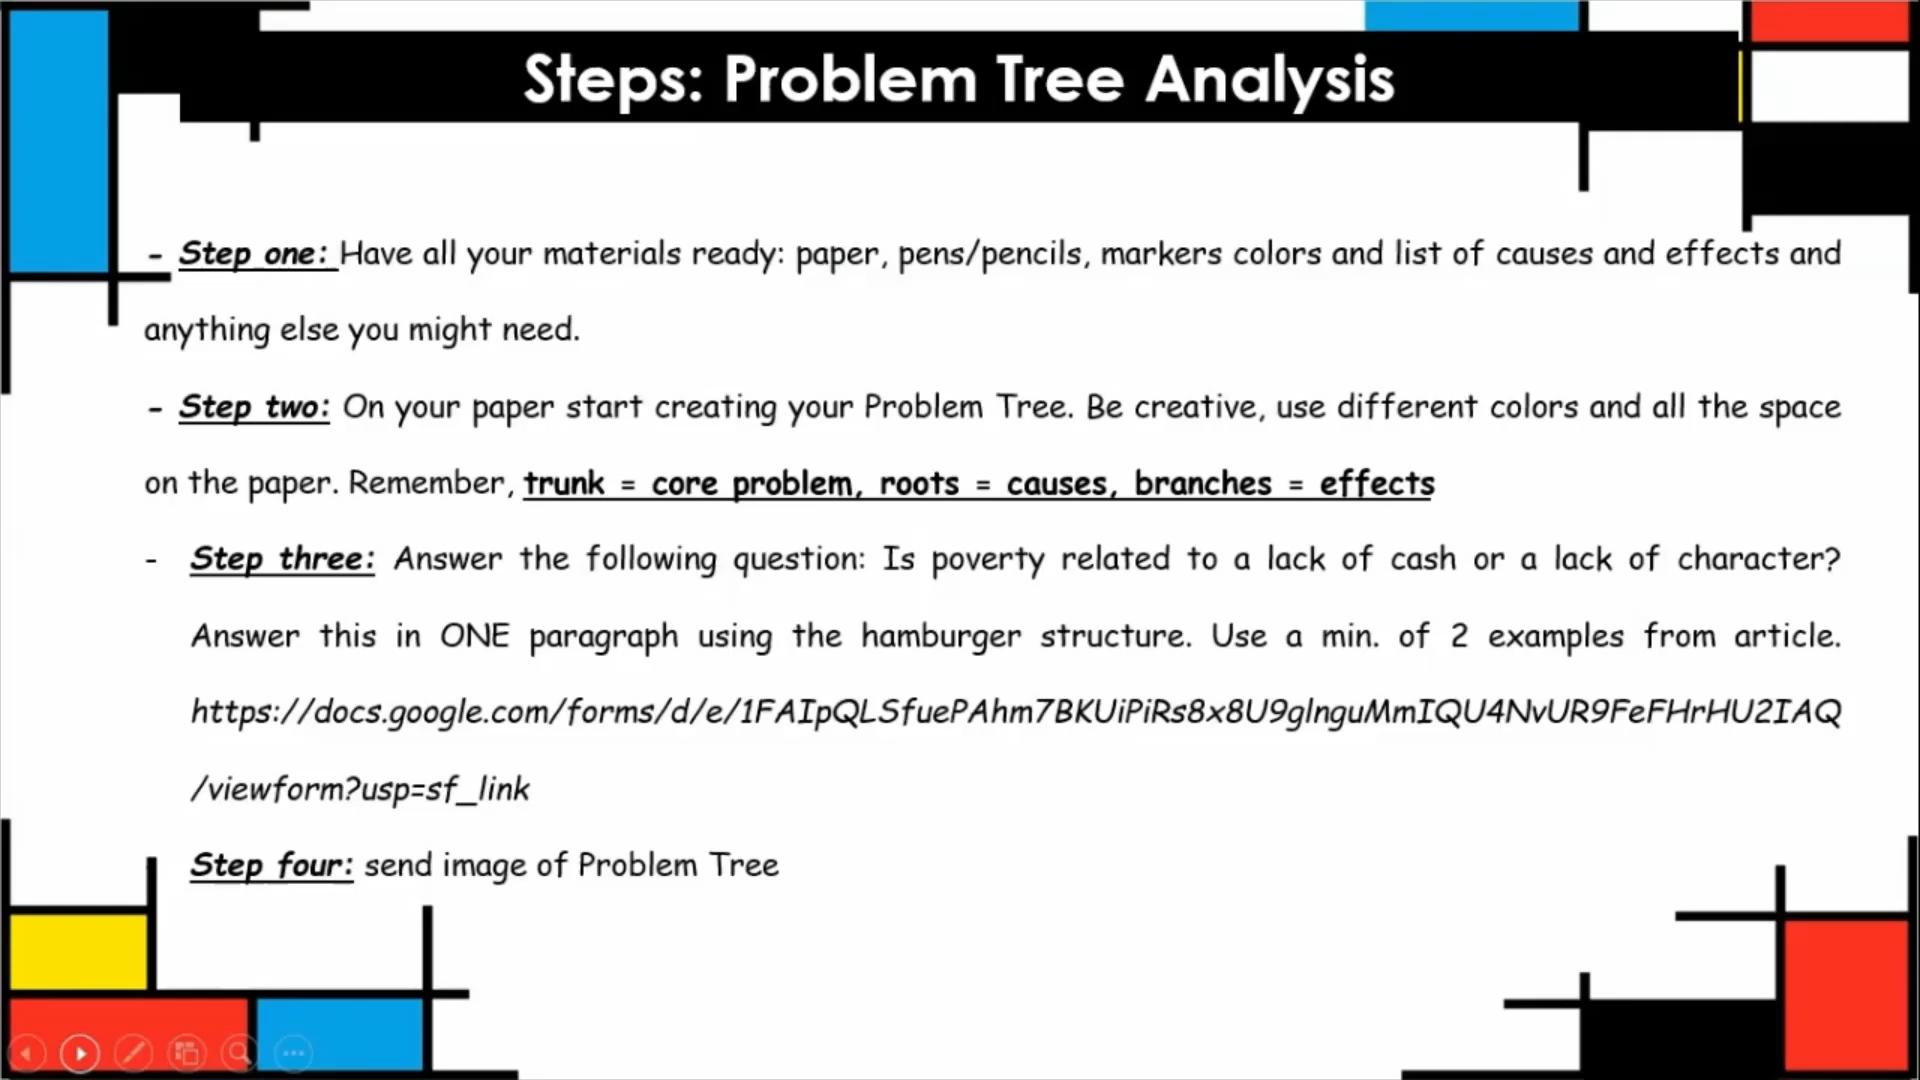 Steps: Problem Tree Analysis
- Step one: Have all your materials ready: paper, pens/pencils, markers colors and list of causes and effects and
anything else you might need.
- Step two: On your paper start creating your Problem Tree. Be creative, use different colors and all the space
on the paper. Remember, trunk = core problem, roots = causes, branches = effects
- Step three: Answer the following question: Is poverty related to a lack of cash or a lack of character?
Answer this in ONE paragraph using the hamburger structure. Use a min. of 2 examples from article.
https://docs.google.com/forms/d/e/1FAIpQLSfuePAhm7BKUiPiRs8x8U9glnguMmIQU4NvUR9FeFHrHU2IAQ
/viewform?usp=sf_link
Step four: send image of Problem Tree